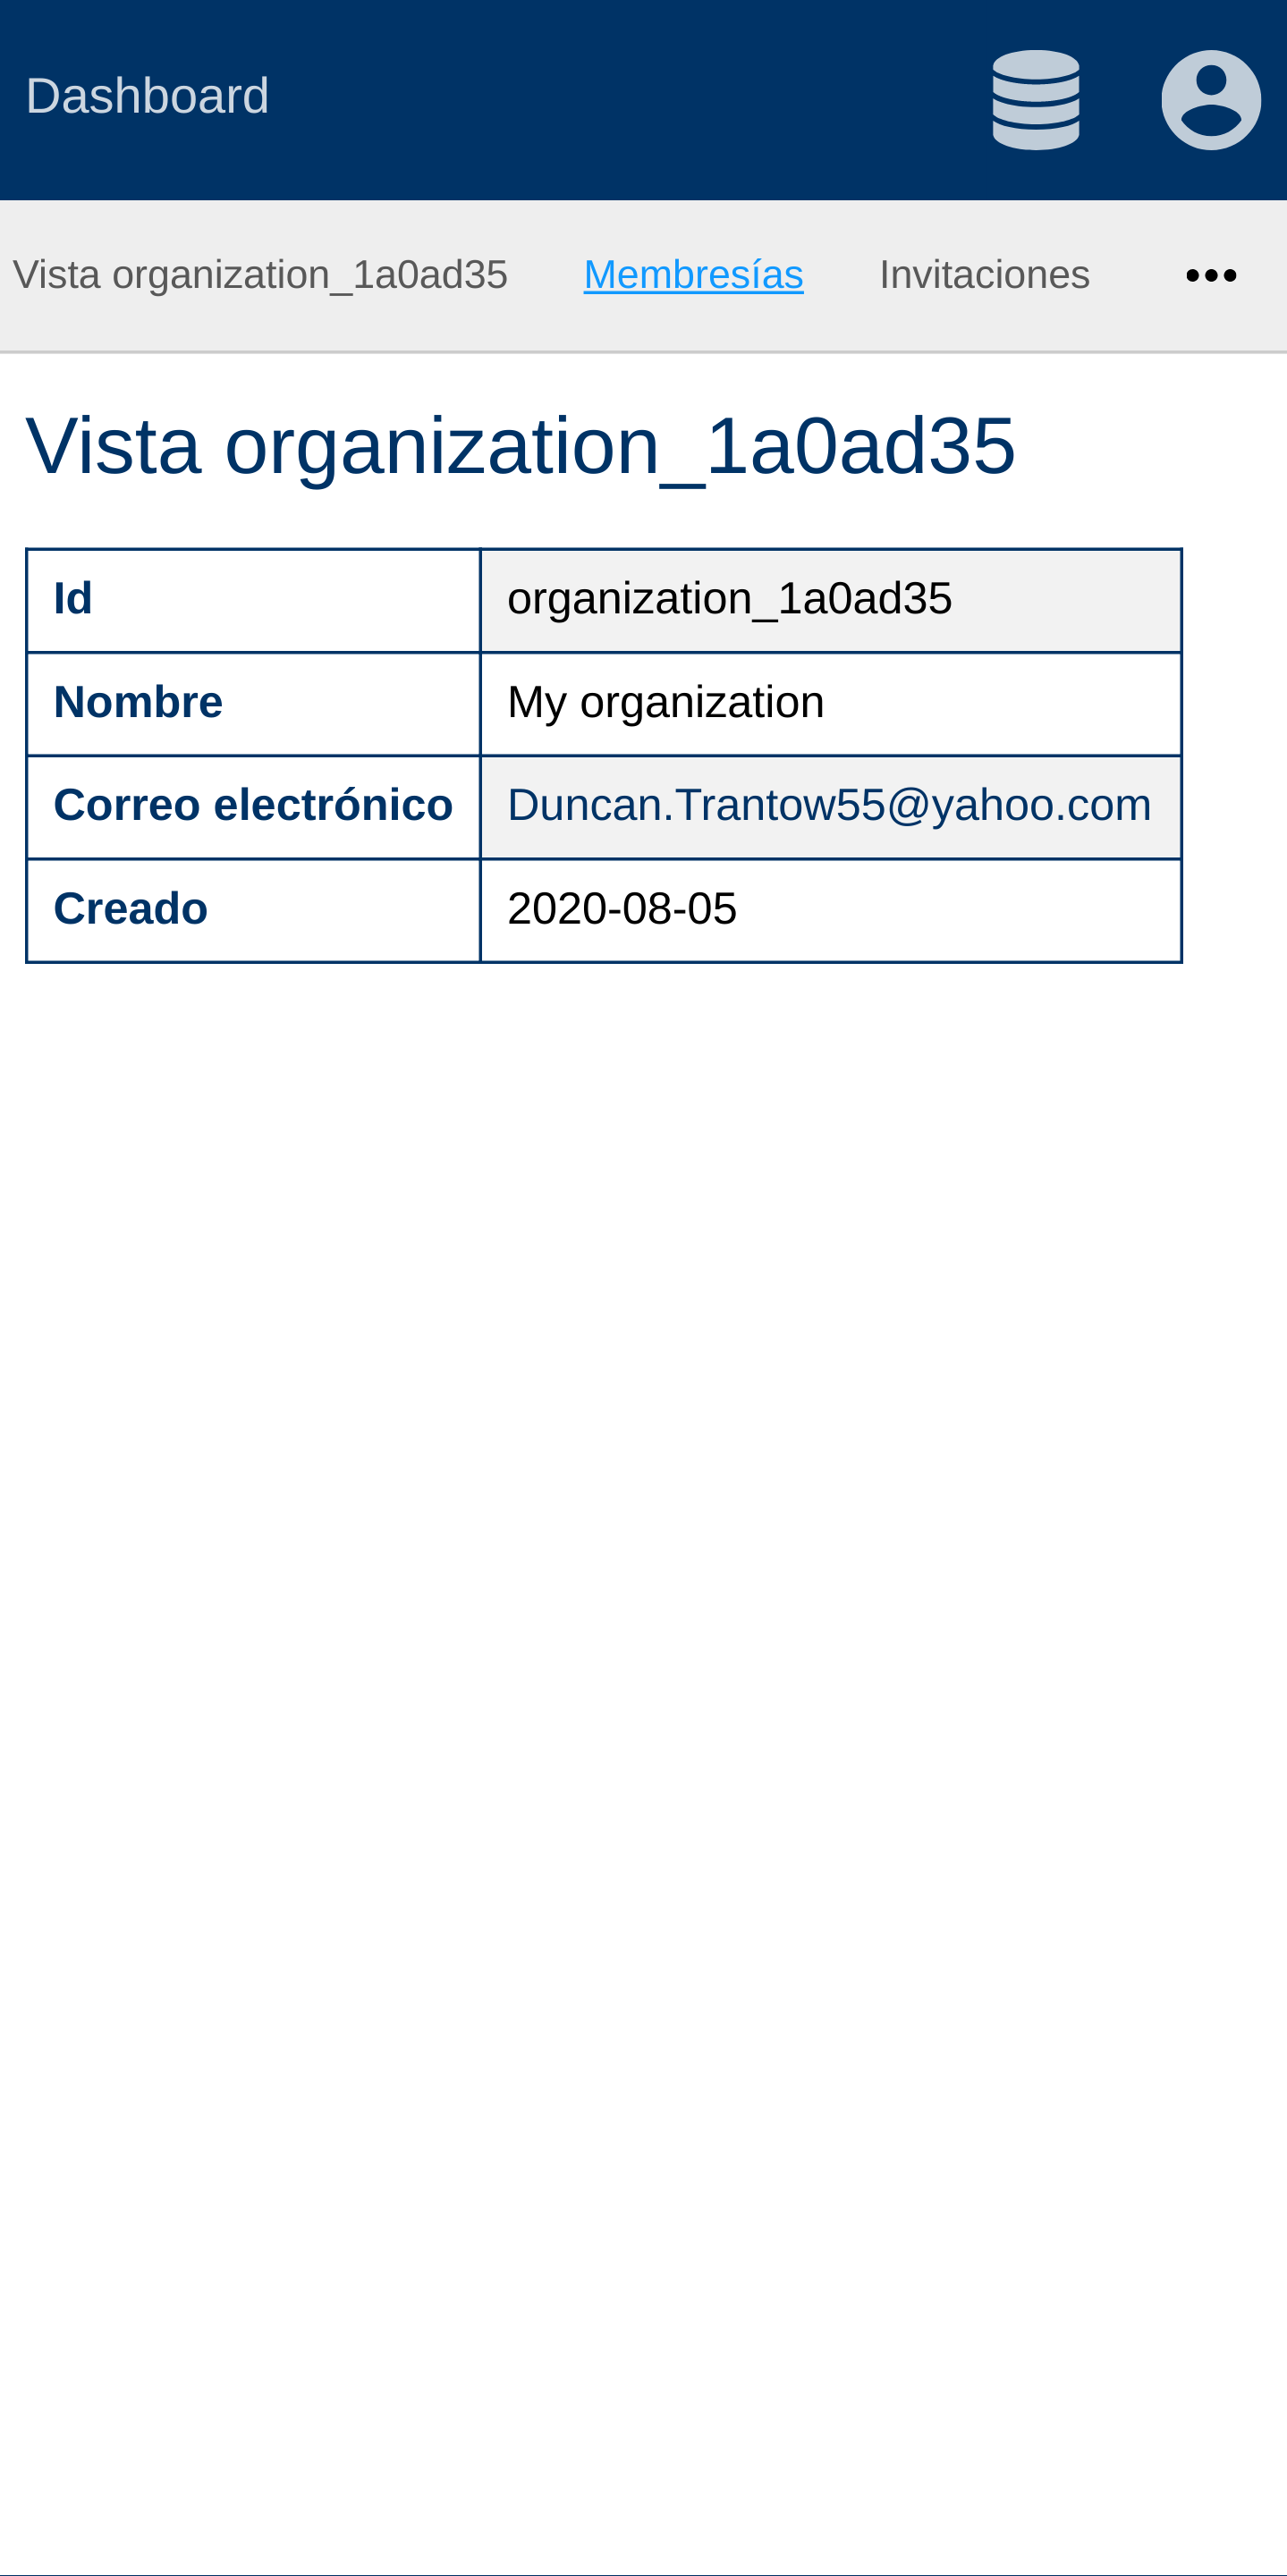 Dashboard
Vista organization_1a0ad35 Membresías Invitaciones •••
Vista organization_1a0ad35
Id organization_1a0ad35
Nombre My organization
Correo electrónico Duncan.Trantow55@yahoo.com
Creado 2020-08-05